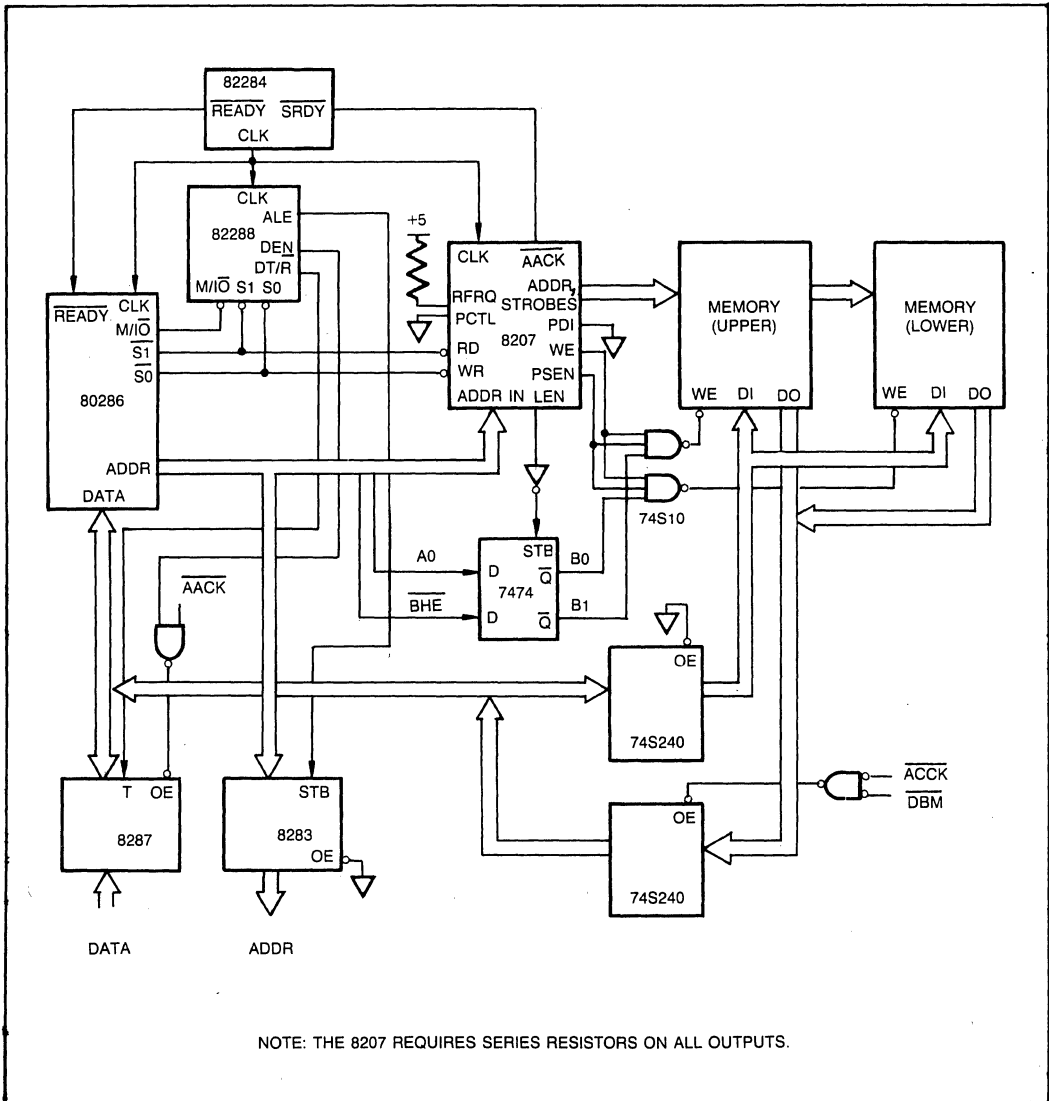 82284
READY SRDY
CLK
CLK
ALE
82288
DEN
DT/R
M/IO S1 S0
+5
CLK
AACK
ADDR,
STROBES
RFRQ
PCTL
PDI
8207
RD
WE
WR
PSEN
ADDR IN LEN
MEMORY
(UPPER)
WE DI DO
MEMORY
(LOWER)
WE DI DO
CLK
READY
M/IO
S1
S0
80286
ADDR
DATA
74S10
A0
BHE
STB
D Q
7474
D Q
B0
B1
AACK
OE
74S240
ACCK
DBM
OE
74S240
T OE
8287
STB
8283
OE
DATA
ADDR
NOTE: THE 8207 REQUIRES SERIES RESISTORS ON ALL OUTPUTS.